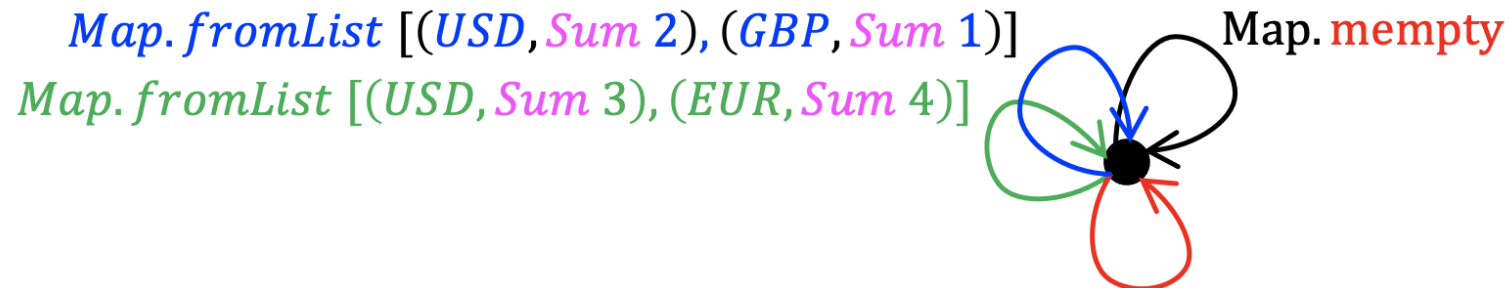 Map.fromList [(USD,Sum 2), (GBP,Sum 1)]
Map.mempty
Map.fromList [(USD,Sum 3), (EUR,Sum 4)]